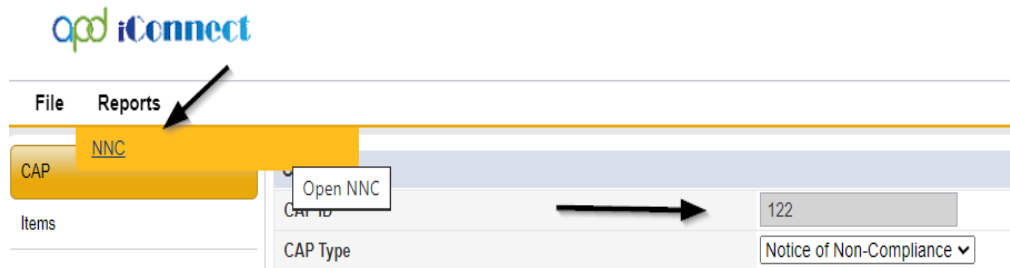 apd iConnect
File Reports
NNC
CAP
Open NNC
CAP ID 122
Items
CAP Type Notice of Non-Compliance